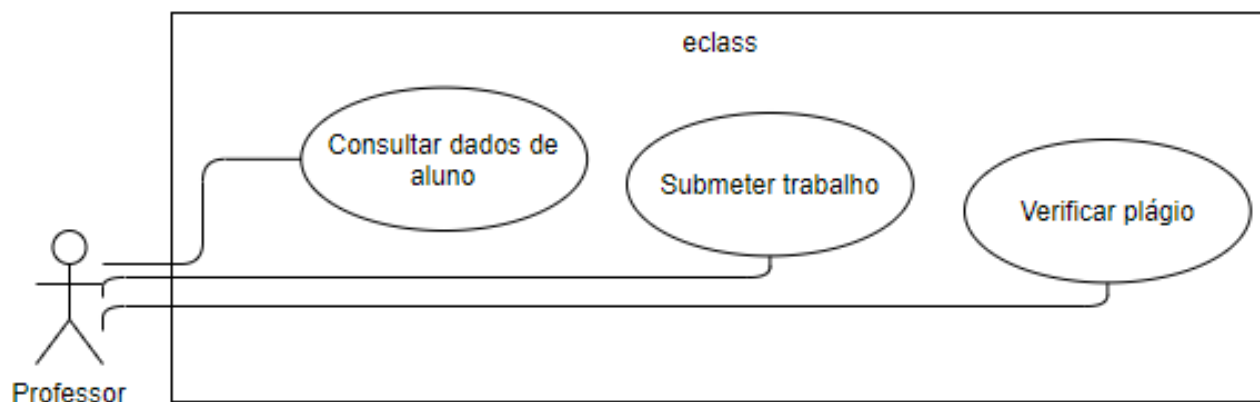 eclass
Consultar dados de
aluno
Submeter trabalho
Verificar plágio
Professor